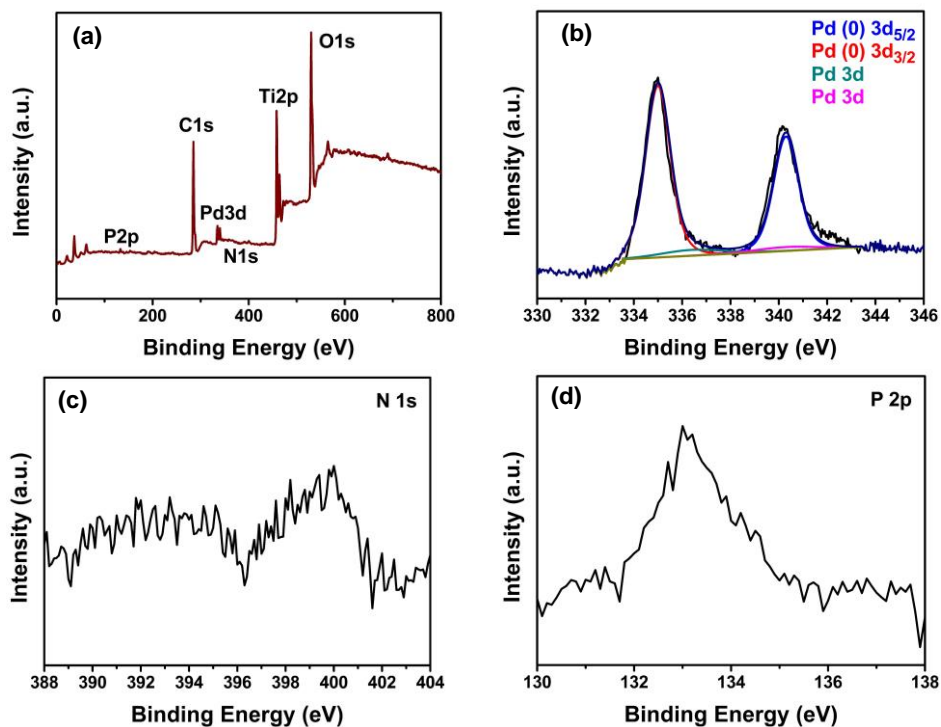 (a)
O1s
Ti2p
C1s
Pd3d
P2p
N1s
Intensity (a.u.)
0 200 400 600 800
Binding Energy (eV)
(b)
Pd (0) 3d5/2
Pd (0) 3d3/2
Pd 3d
Pd 3d
Intensity (a.u.)
330 332 334 336 338 340 342 344 346
Binding Energy (eV)
(c)
N 1s
Intensity (a.u.)
388 390 392 394 396 398 400 402 404
Binding Energy (eV)
(d)
P 2p
Intensity (a.u.)
130 132 134 136 138
Binding Energy (eV)